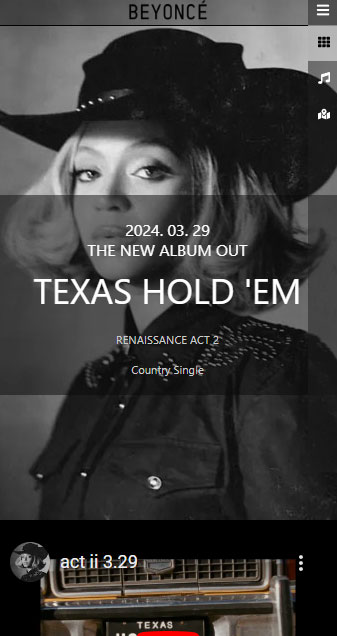 BEYONCÉ
2024. 03. 29
THE NEW ALBUM OUT
TEXAS HOLD 'EM
RENAISSANCE ACT 2
Country Single
act ii 3.29
TEXAS